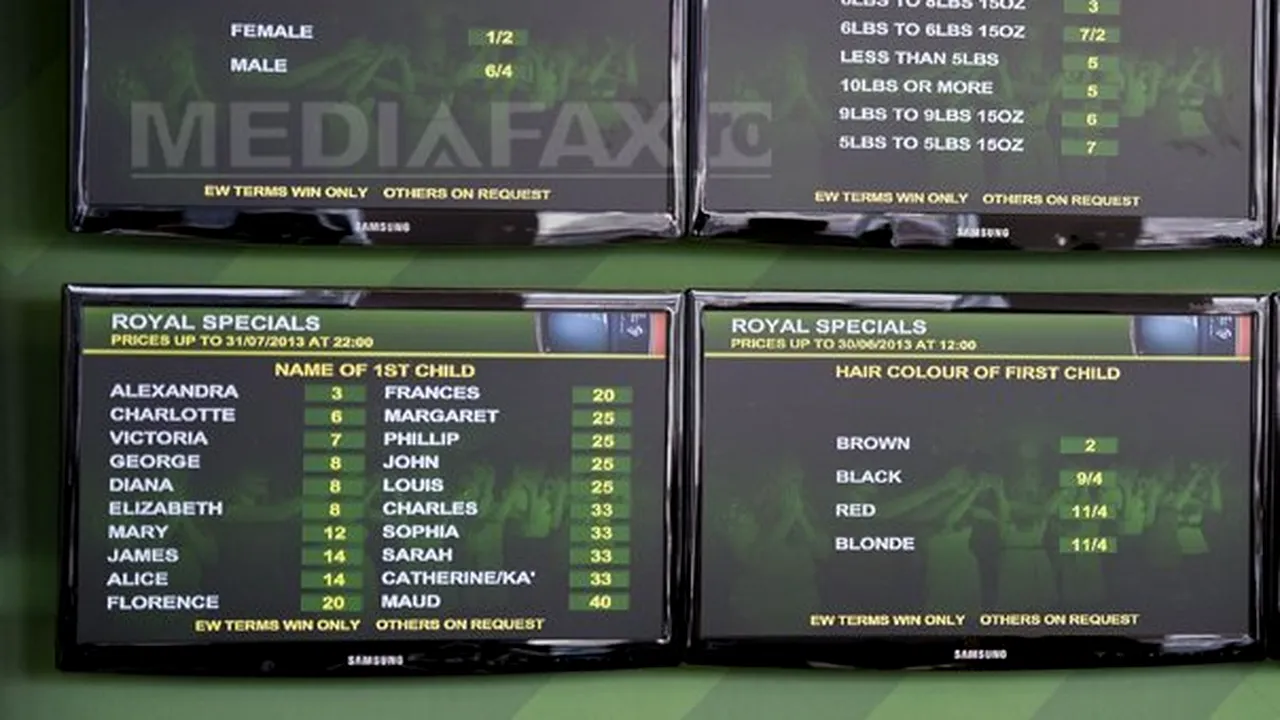 FEMALE 1/2
MALE 6/4
MEDIAFAX.ro
EW TERMS WIN ONLY OTHERS ON REQUEST
SAMSUNG
6LBS TO 8LBS 15OZ 3
6LBS TO 6LBS 15OZ 7/2
LESS THAN 5LBS 5
10LBS OR MORE 5
9LBS TO 9LBS 15OZ 6
5LBS TO 5LBS 15OZ 7
EW TERMS WIN ONLY OTHERS ON REQUEST
SAMSUNG
ROYAL SPECIALS
PRICES UP TO 31/07/2013 AT 22:00
NAME OF 1ST CHILD
ALEXANDRA 3 FRANCES 20
CHARLOTTE 6 MARGARET 25
VICTORIA 7 PHILLIP 25
GEORGE 8 JOHN 25
DIANA 8 LOUIS 25
ELIZABETH 8 CHARLES 33
MARY 12 SOPHIA 33
JAMES 14 SARAH 33
ALICE 14 CATHERINE/KA'
33
FLORENCE 20 MAUD 40
EW TERMS WIN ONLY OTHERS ON REQUEST
SAMSUNG
ROYAL SPECIALS
PRICES UP TO 30/06/2013 AT 12:00
HAIR COLOUR OF FIRST CHILD
BROWN 2
BLACK 9/4
RED 11/4
BLONDE 11/4
EW TERMS WIN ONLY OTHERS ON REQUEST
SAMSUNG